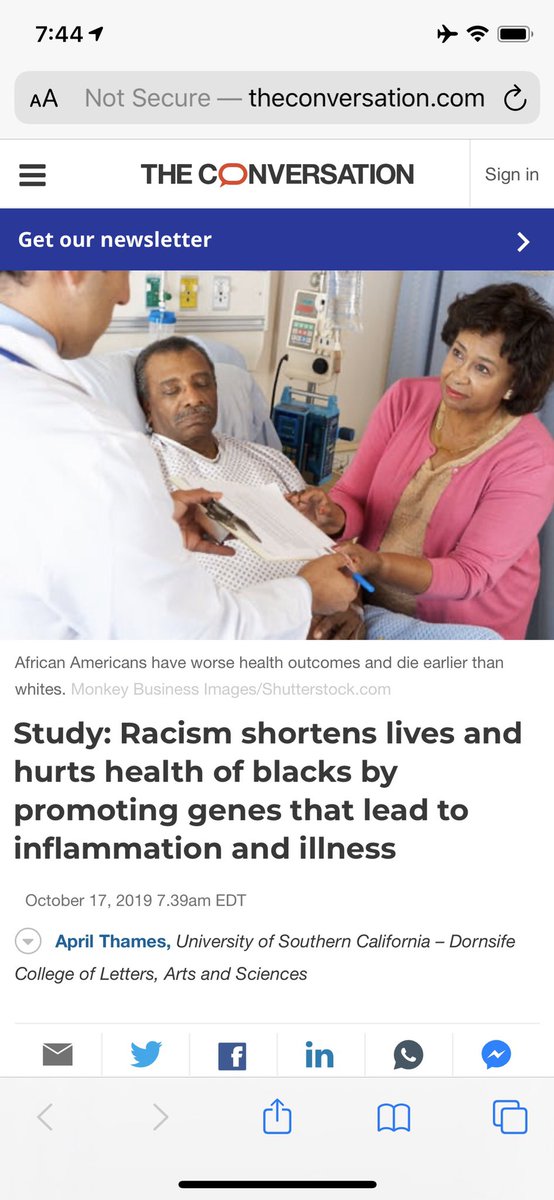 7:44
AA Not Secure — theconversation.com
THE CONVERSATION
Sign in
Get our newsletter
African Americans have worse health outcomes and die earlier than
whites. Monkey Business Images/Shutterstock.com
Study: Racism shortens lives and
hurts health of blacks by
promoting genes that lead to
inflammation and illness
October 17, 2019 7.39am EDT
April Thames, University of Southern California – Dornsife
College of Letters, Arts and Sciences